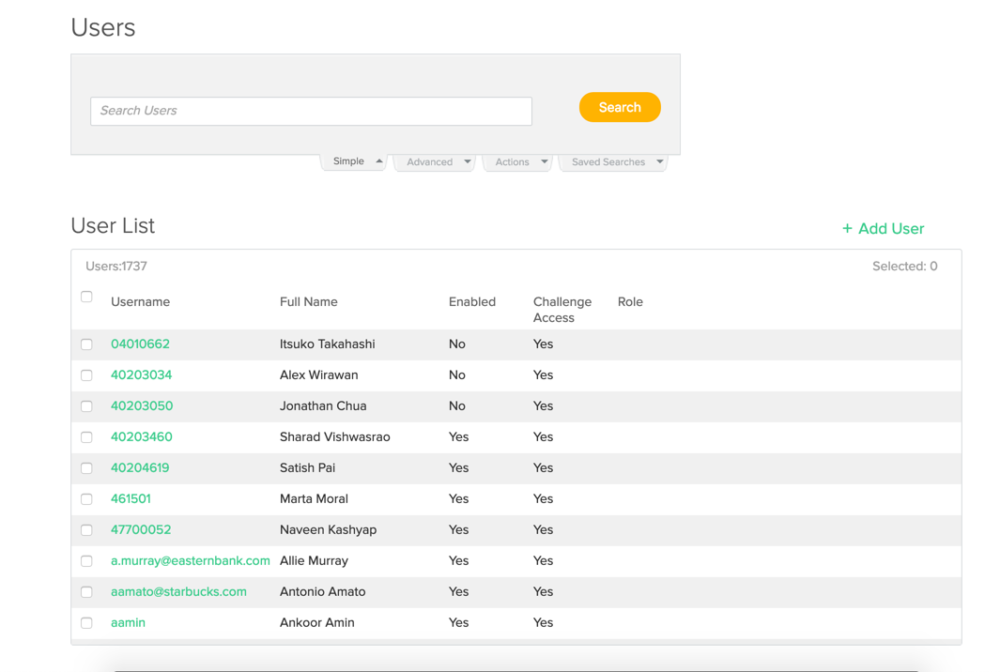 Users
Search Users
Search
Simple Advanced Actions Saved Searches
User List
+ Add User
Users:1737 Selected: 0
Username Full Name Enabled Challenge Access Role
04010662 Itsuko Takahashi No Yes
40203034 Alex Wirawan No Yes
40203050 Jonathan Chua No Yes
40203460 Sharad Vishwasrao Yes Yes
40204619 Satish Pai Yes Yes
461501 Marta Moral Yes Yes
47700052 Naveen Kashyap Yes Yes
a.murray@easternbank.com Allie Murray Yes Yes
aamato@starbucks.com Antonio Amato Yes Yes
aamin Ankoor Amin Yes Yes